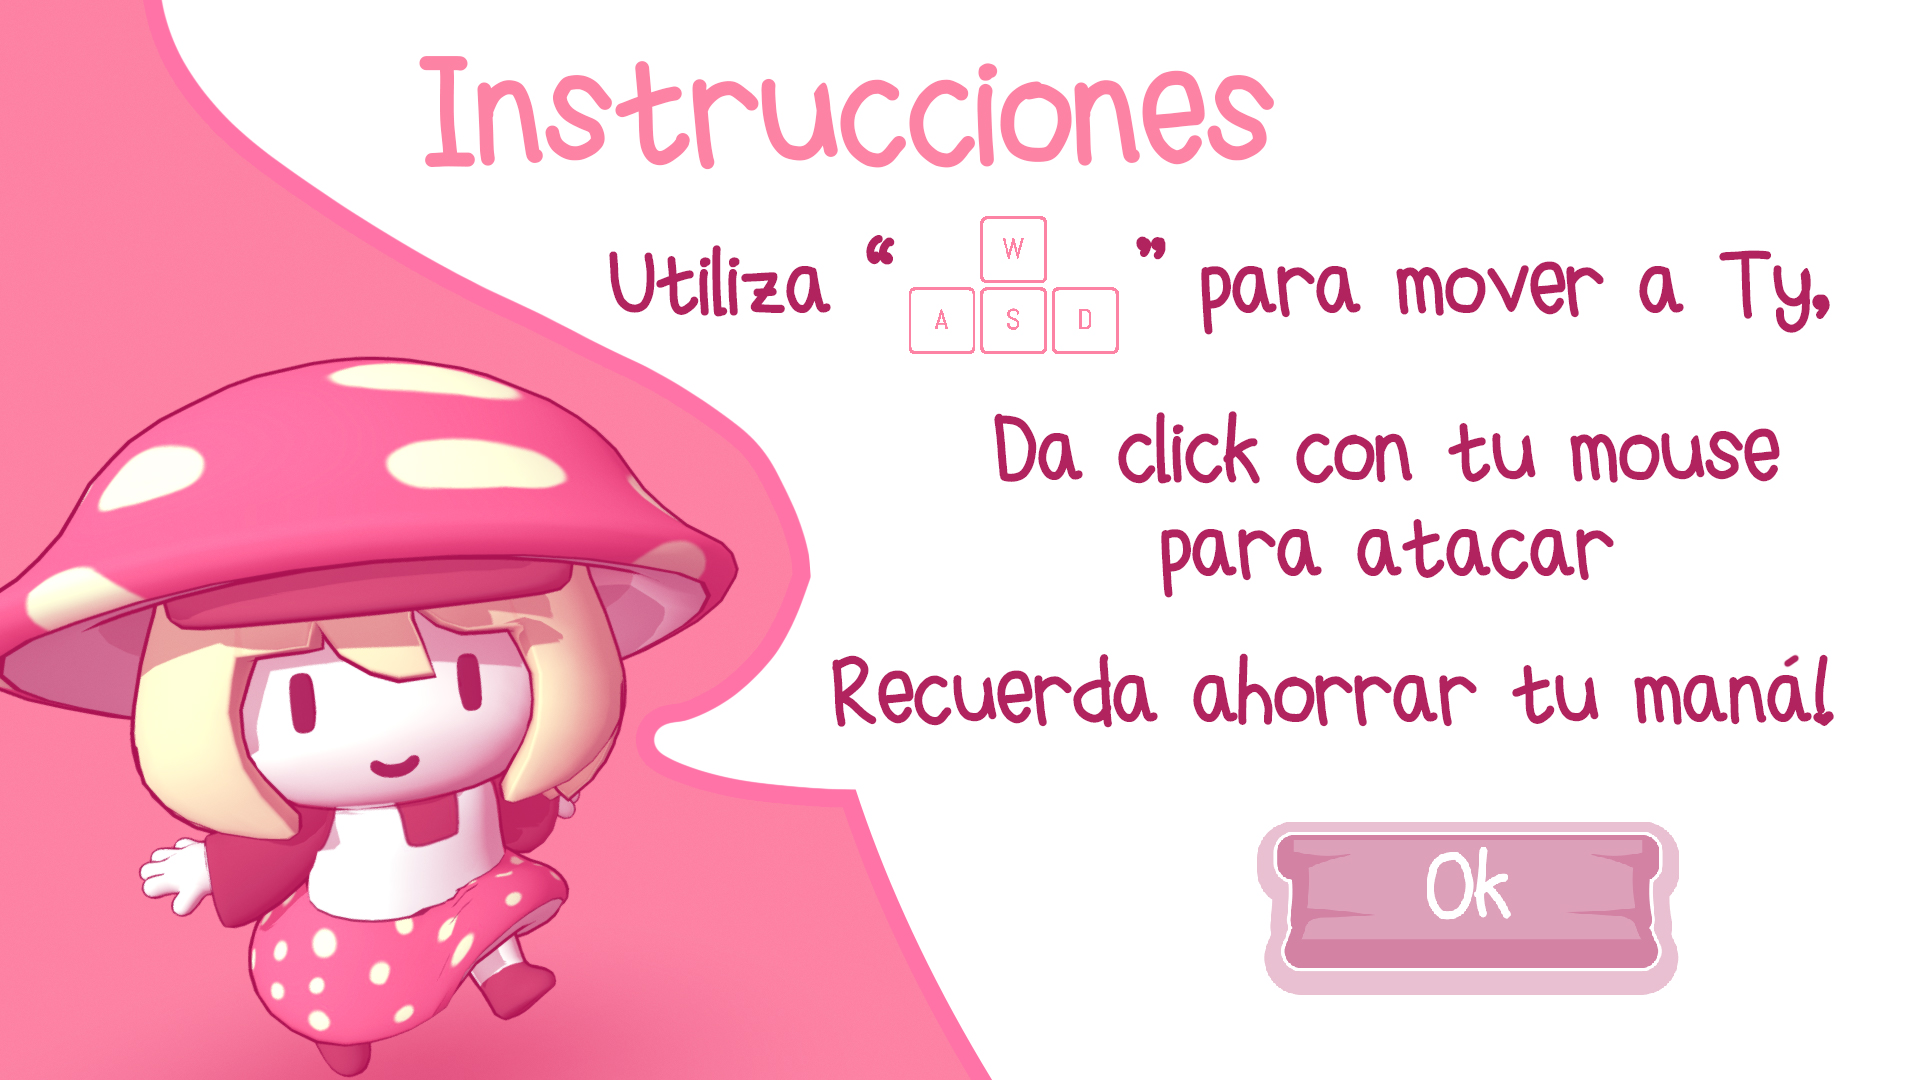 Instrucciones
Utiliza “ W A S D ” para mover a Ty,
Da click con tu mouse
para atacar
Recuerda ahorrar tu maná!
Ok